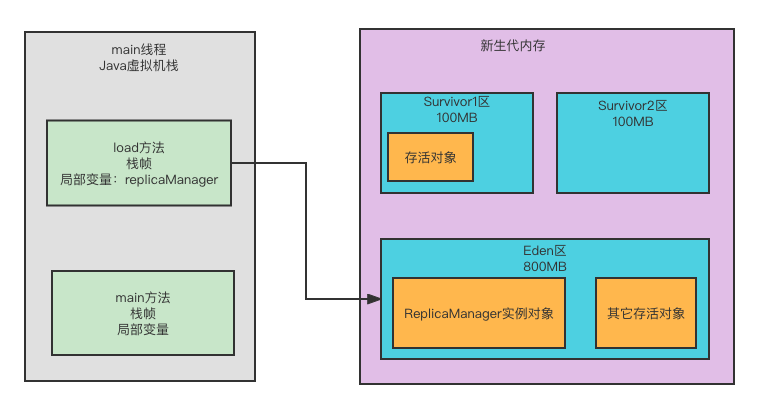 main线程
Java虚拟机栈
load方法
栈帧
局部变量：replicaManager
main方法
栈帧
局部变量
新生代内存
Survivor1区
100MB
存活对象
Survivor2区
100MB
Eden区
800MB
ReplicaManager实例对象
其它存活对象